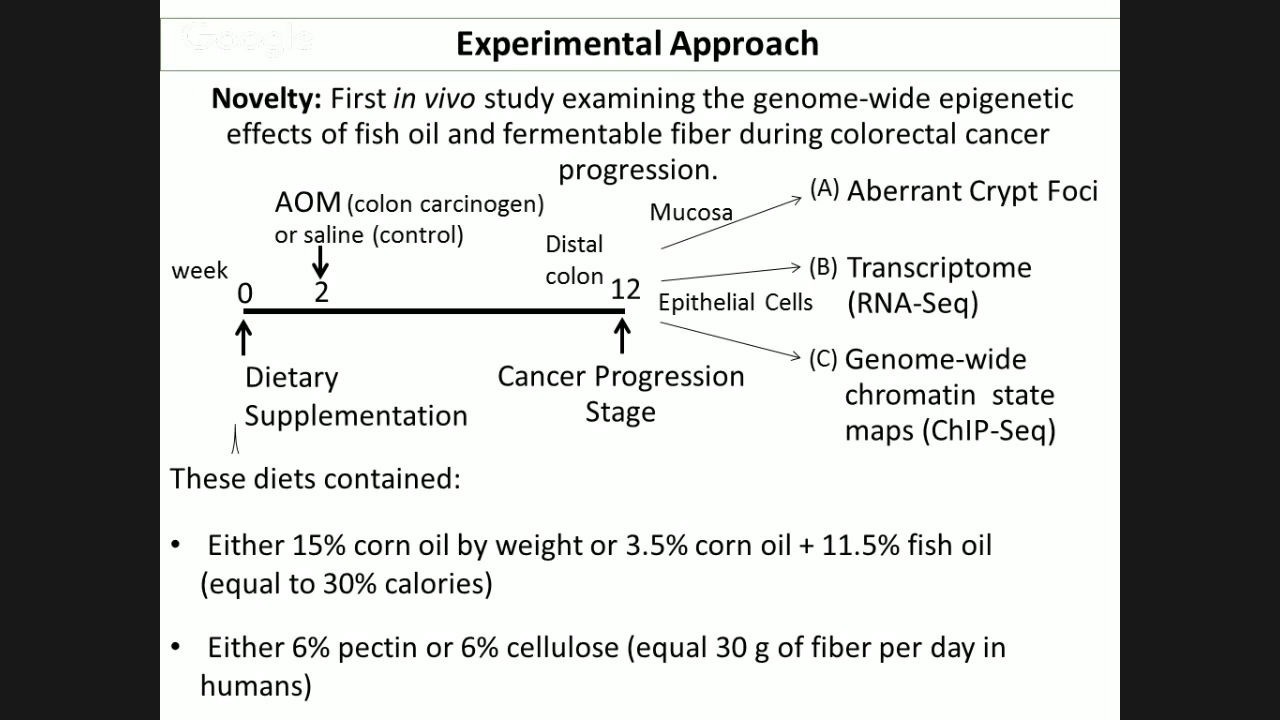 Google
Experimental Approach
Novelty: First in vivo study examining the genome-wide epigenetic
effects of fish oil and fermentable fiber during colorectal cancer
progression.
AOM (colon carcinogen)
or saline (control)
week
0
2
Distal
colon
12
Mucosa
Epithelial Cells
(A) Aberrant Crypt Foci
(B) Transcriptome
(RNA-Seq)
(C) Genome-wide
chromatin state
maps (ChIP-Seq)
Dietary
Supplementation
Cancer Progression
Stage
These diets contained:
• Either 15% corn oil by weight or 3.5% corn oil + 11.5% fish oil
(equal to 30% calories)
• Either 6% pectin or 6% cellulose (equal 30 g of fiber per day in
humans)